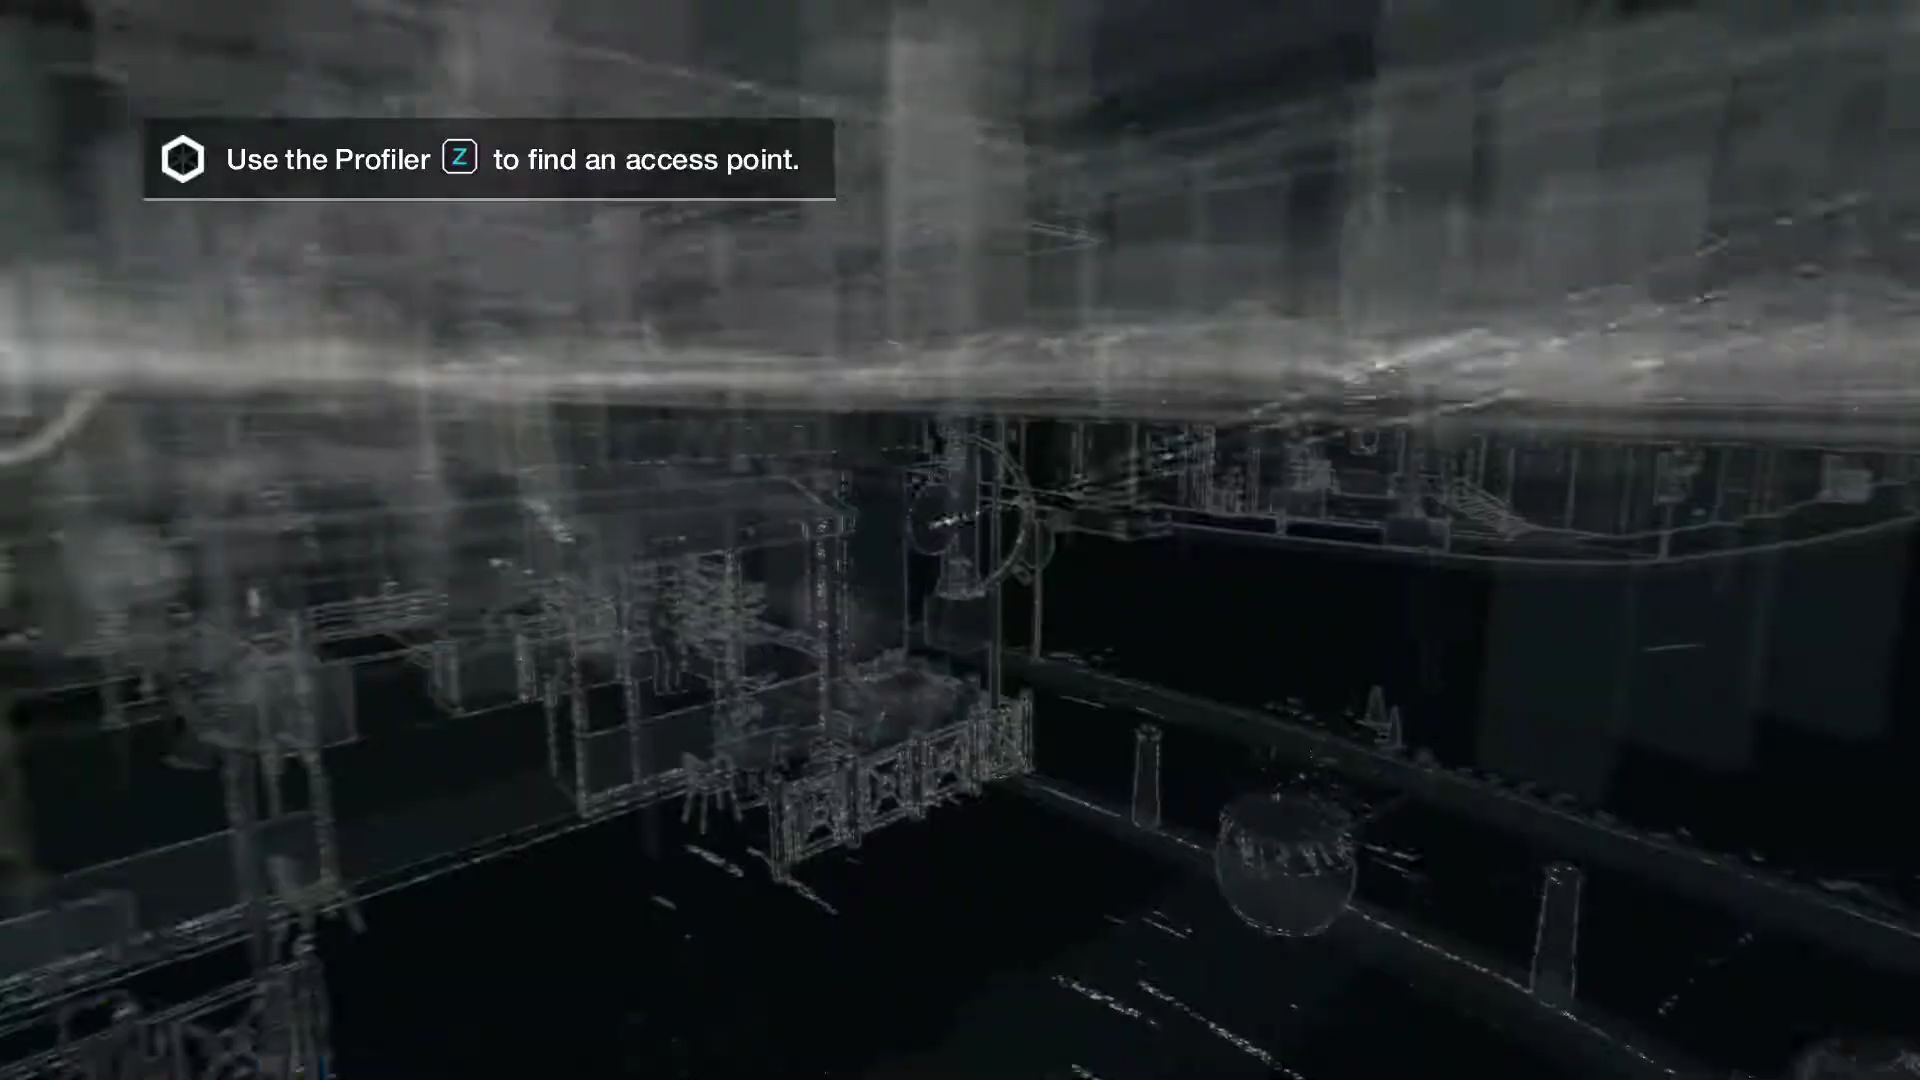 Use the Profiler Z to find an access point.